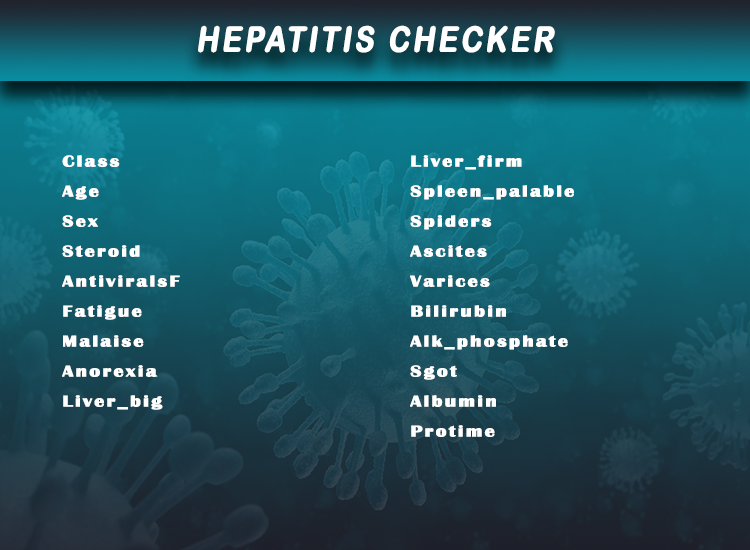 HEPATITIS CHECKER
Class
Age
Sex
Steroid
AntiviralsF
Fatigue
Malaise
Anorexia
Liver_big
Liver_firm
Spleen_palable
Spiders
Ascites
Varices
Bilirubin
Alk_phosphate
Sgot
Albumin
Protime